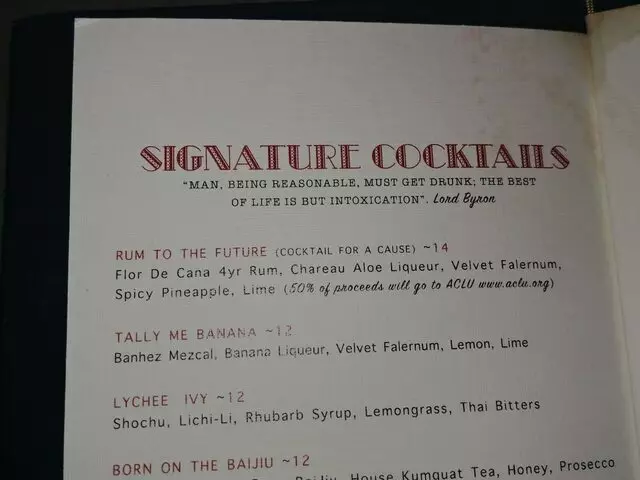 SIGNATURE COCKTAILS
"MAN, BEING REASONABLE, MUST GET DRUNK; THE BEST
OF LIFE IS BUT INTOXICATION". Lord Byron
RUM TO THE FUTURE (COCKTAIL FOR A CAUSE) ~14
Flor De Cana 4yr Rum, Chareau Aloe Liqueur, Velvet Falernum,
Spicy Pineapple, Lime (50% of proceeds will go to ACLU www.aclu.org)
TALLY ME BANANA ~12
Banhez Mezcal, Banana Liqueur, Velvet Falernum, Lemon, Lime
LYCHEE IVY ~12
Shochu, Lichi-Li, Rhubarb Syrup, Lemongrass, Thai Bitters
BORN ON THE BAIJIU ~12
BaiJiu, House Kumquat Tea, Honey, Prosecco